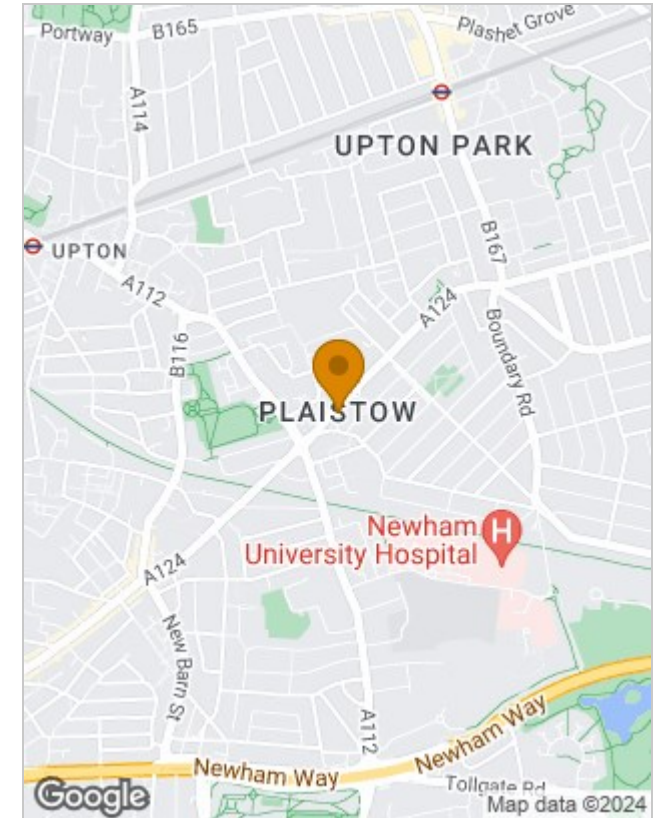 Portway
B165
Plashet Grove
A114
UPTON PARK
B167
UPTON
A112
A124
B116
Boundary Rd
PLAISTOW
Newham
University Hospital
H
A124
New Barn St
A112
Newham Way
Newham Way
Tollgate Rd
Google
Map data ©2024